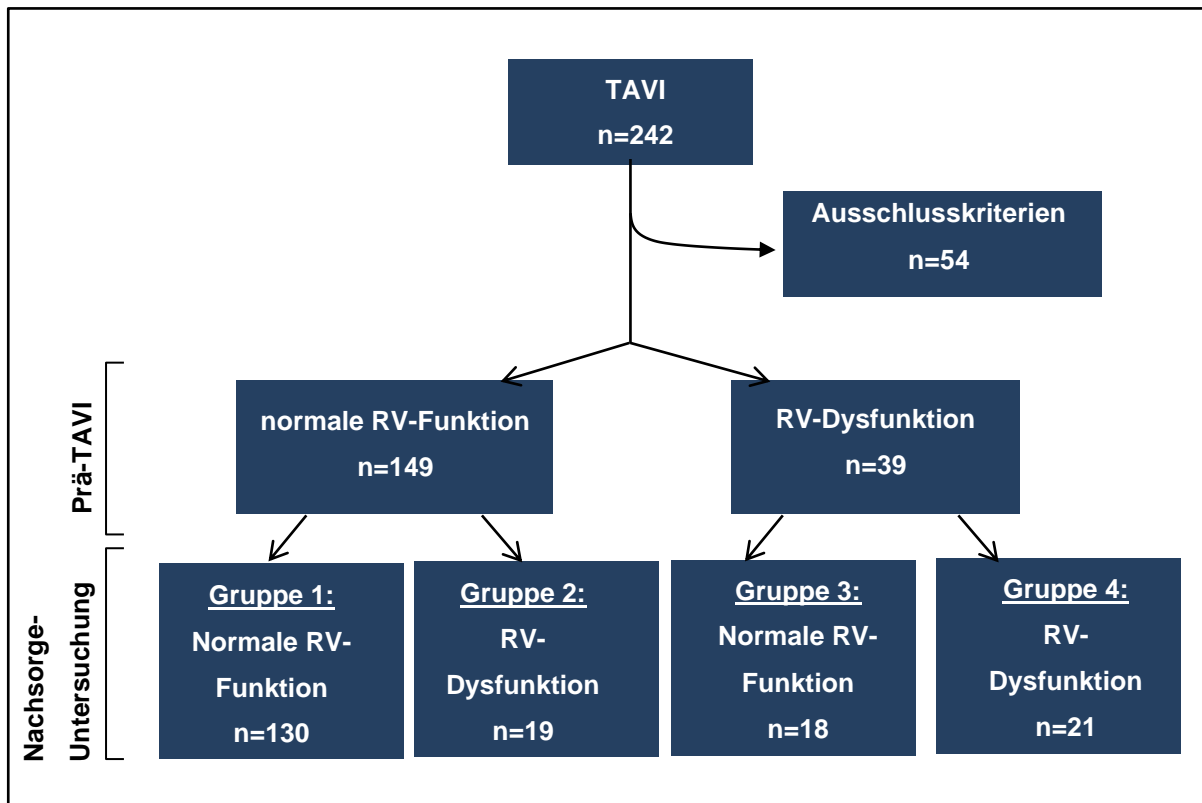 TAVI
n=242
Ausschlusskriterien
n=54
Prä-TAVI
normale RV-Funktion
n=149
RV-Dysfunktion
n=39
Nachsorge-
Untersuchung
Gruppe 1:
Normale RV-
Funktion
n=130
Gruppe 2:
RV-
Dysfunktion
n=19
Gruppe 3:
Normale RV-
Funktion
n=18
Gruppe 4:
RV-
Dysfunktion
n=21